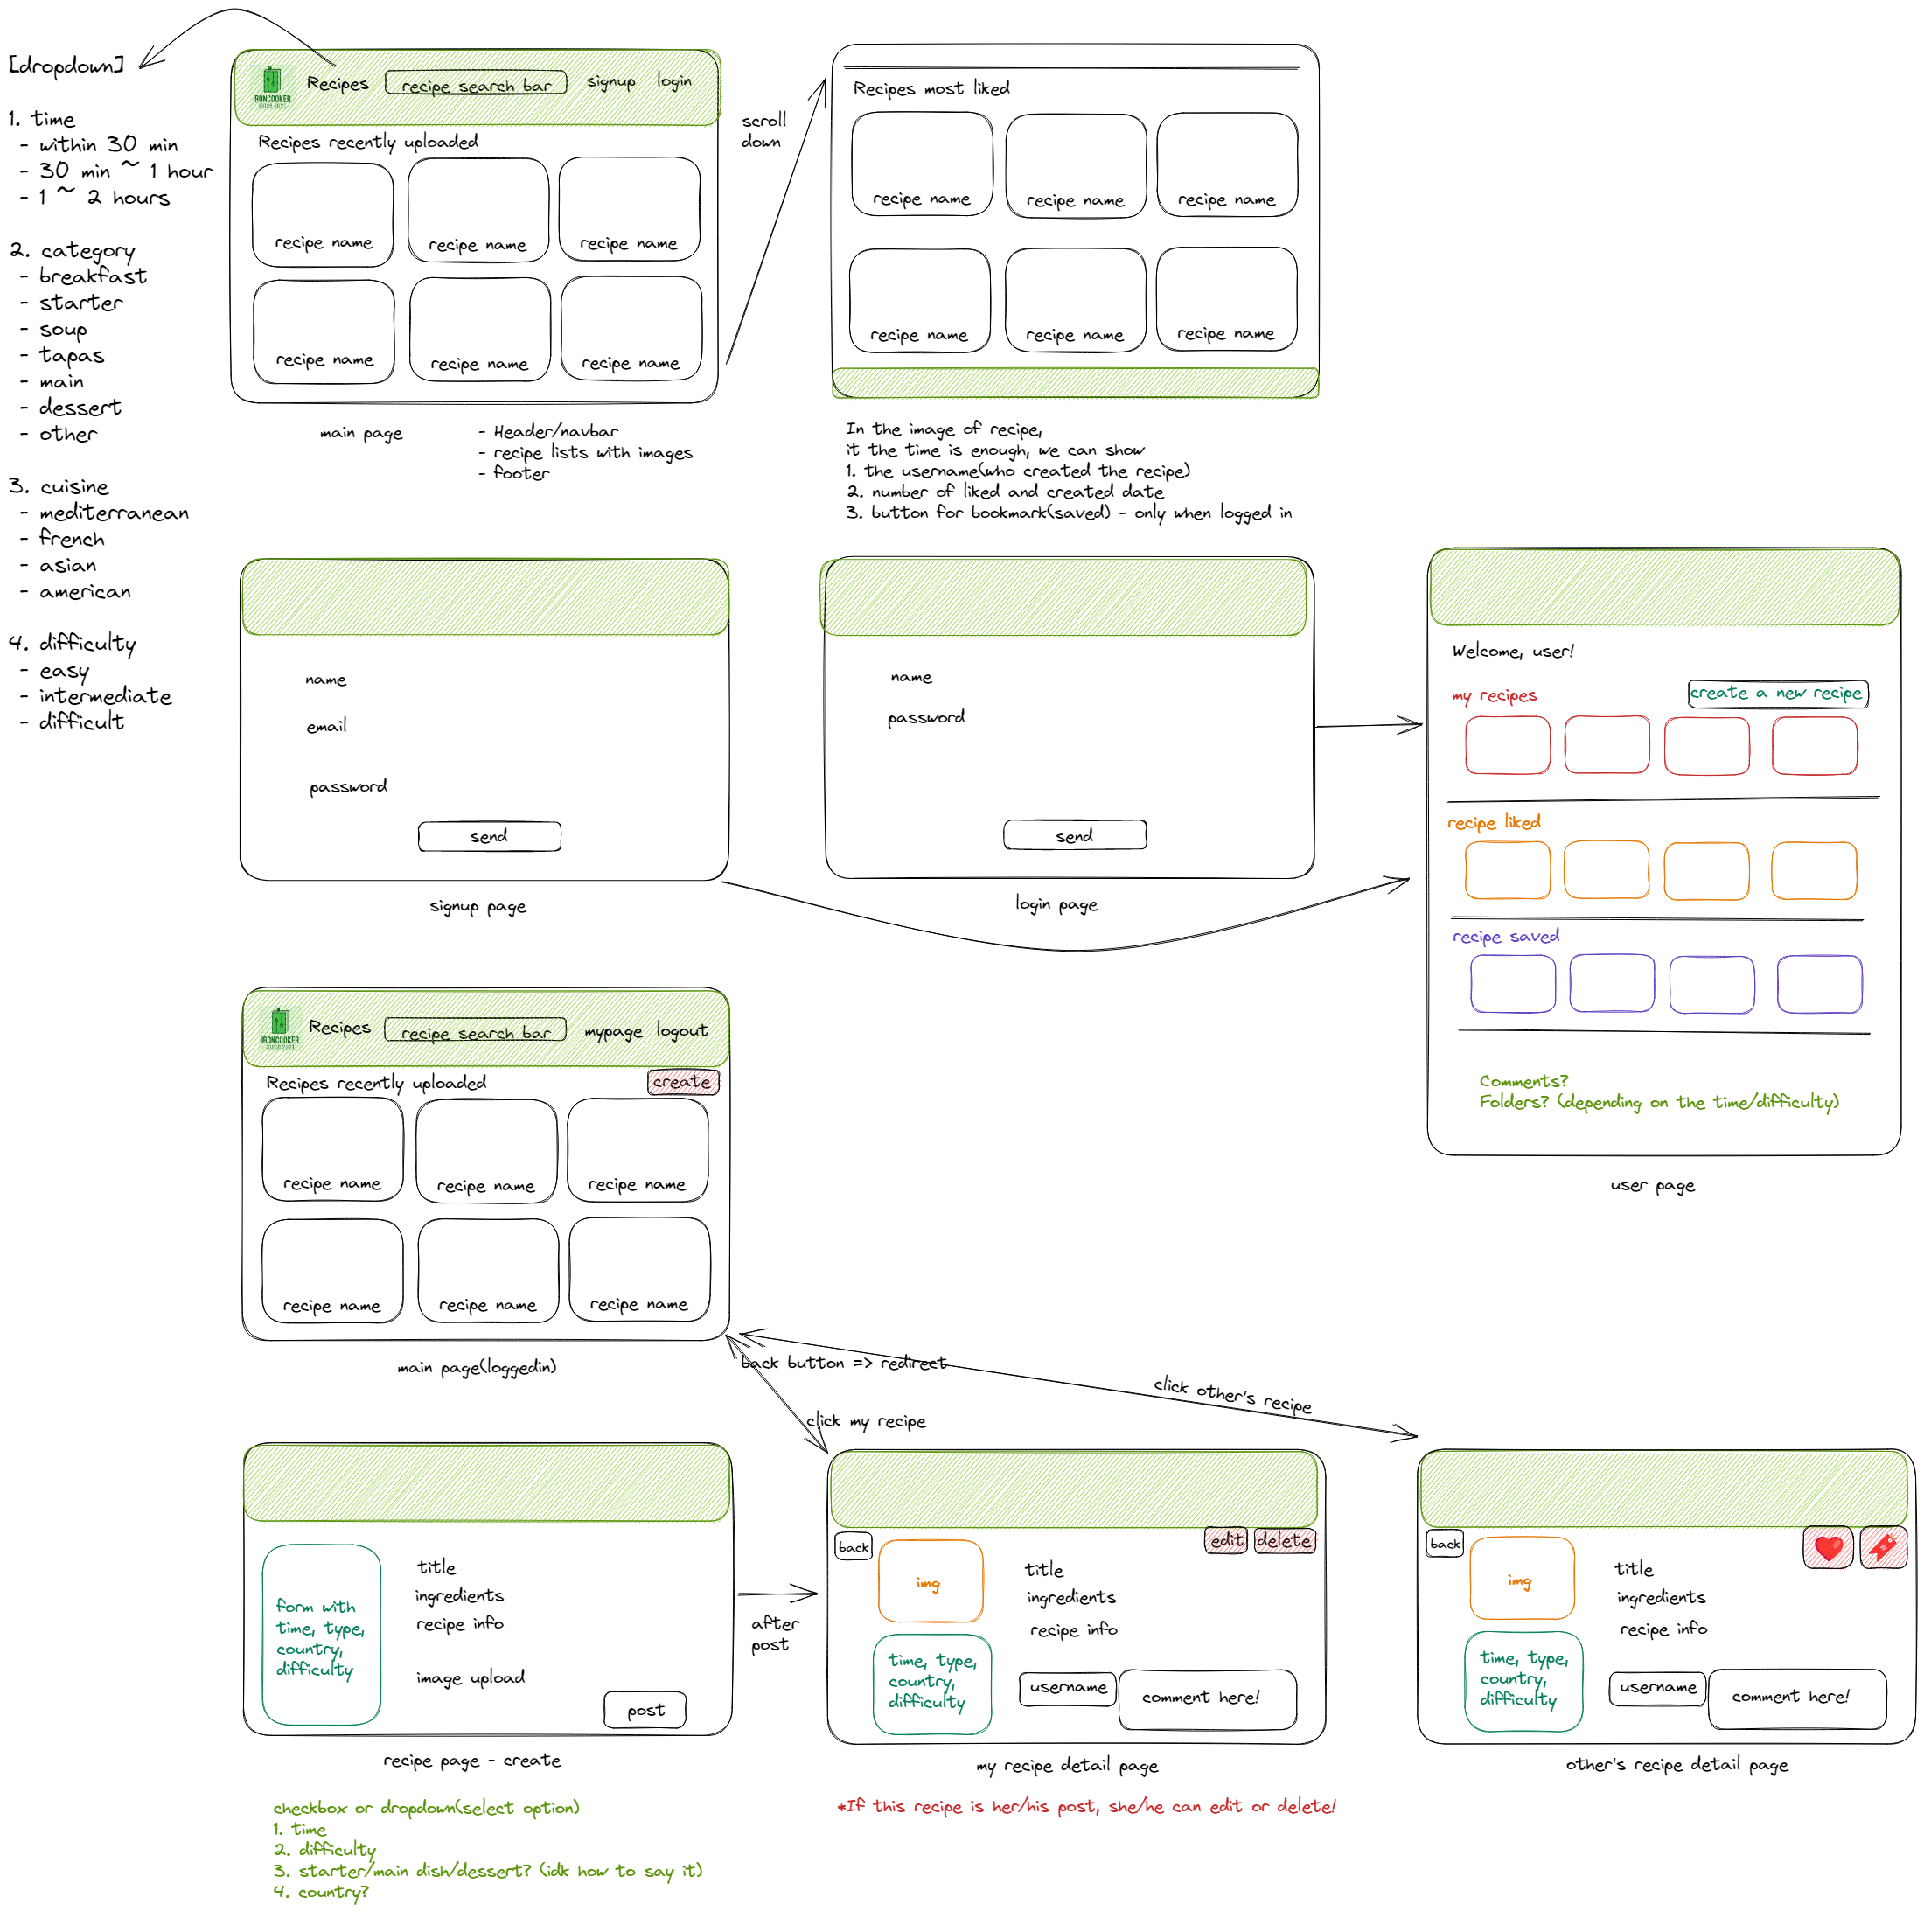 [dropdown]
1. time
- within 30 min
- 30 min ~ 1 hour
- 1 ~ 2 hours
2. category
- breakfast
- starter
- soup
- tapas
- main
- dessert
- other
3. cuisine
- mediterranean
- french
- asian
- american
4. difficulty
- easy
- intermediate
- difficult
IRONCOOKER
Recipes
recipe search bar
signup
login
Recipes recently uploaded
recipe name
recipe name
recipe name
recipe name
recipe name
recipe name
main page
- Header/navbar
- recipe lists with images
- footer
scroll
down
Recipes most liked
recipe name
recipe name
recipe name
recipe name
recipe name
recipe name
In the image of recipe,
it the time is enough, we can show
1. the username(who created the recipe)
2. number of liked and created date
3. button for bookmark(saved) - only when logged in
name
email
password
send
signup page
name
password
send
login page
Welcome, user!
my recipes
create a new recipe
recipe liked
recipe saved
Comments?
Folders? (depending on the time/difficulty)
user page
IRONCOOKER
Recipes
recipe search bar
mypage
logout
Recipes recently uploaded
create
recipe name
recipe name
recipe name
recipe name
recipe name
recipe name
main page(loggedin)
back button => redirect
click other's recipe
click my recipe
form with
time, type,
country,
difficulty
title
ingredients
recipe info
image upload
post
recipe page - create
after
post
checkbox or dropdown(select option)
1. time
2. difficulty
3. starter/main dish/dessert? (idk how to say it)
4. country?
back
edit
delete
img
title
ingredients
recipe info
time, type,
country,
difficulty
username
comment here!
my recipe detail page
*If this recipe is her/his post, she/he can edit or delete!
back
img
title
ingredients
recipe info
time, type,
country,
difficulty
username
comment here!
other's recipe detail page